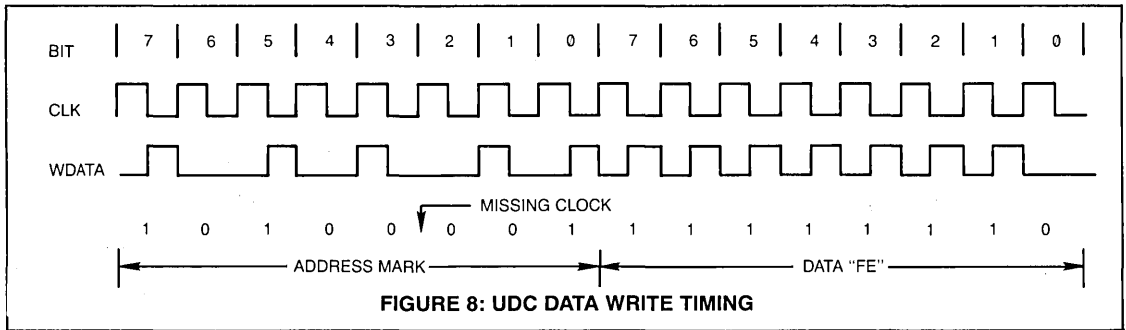 BIT 7 6 5 4 3 2 1 0 7 6 5 4 3 2 1 0
CLK
WDATA
MISSING CLOCK
1 0 1 0 0 0 0 1 1 1 1 1 1 1 1 0
ADDRESS MARK DATA "FE"
FIGURE 8: UDC DATA WRITE TIMING